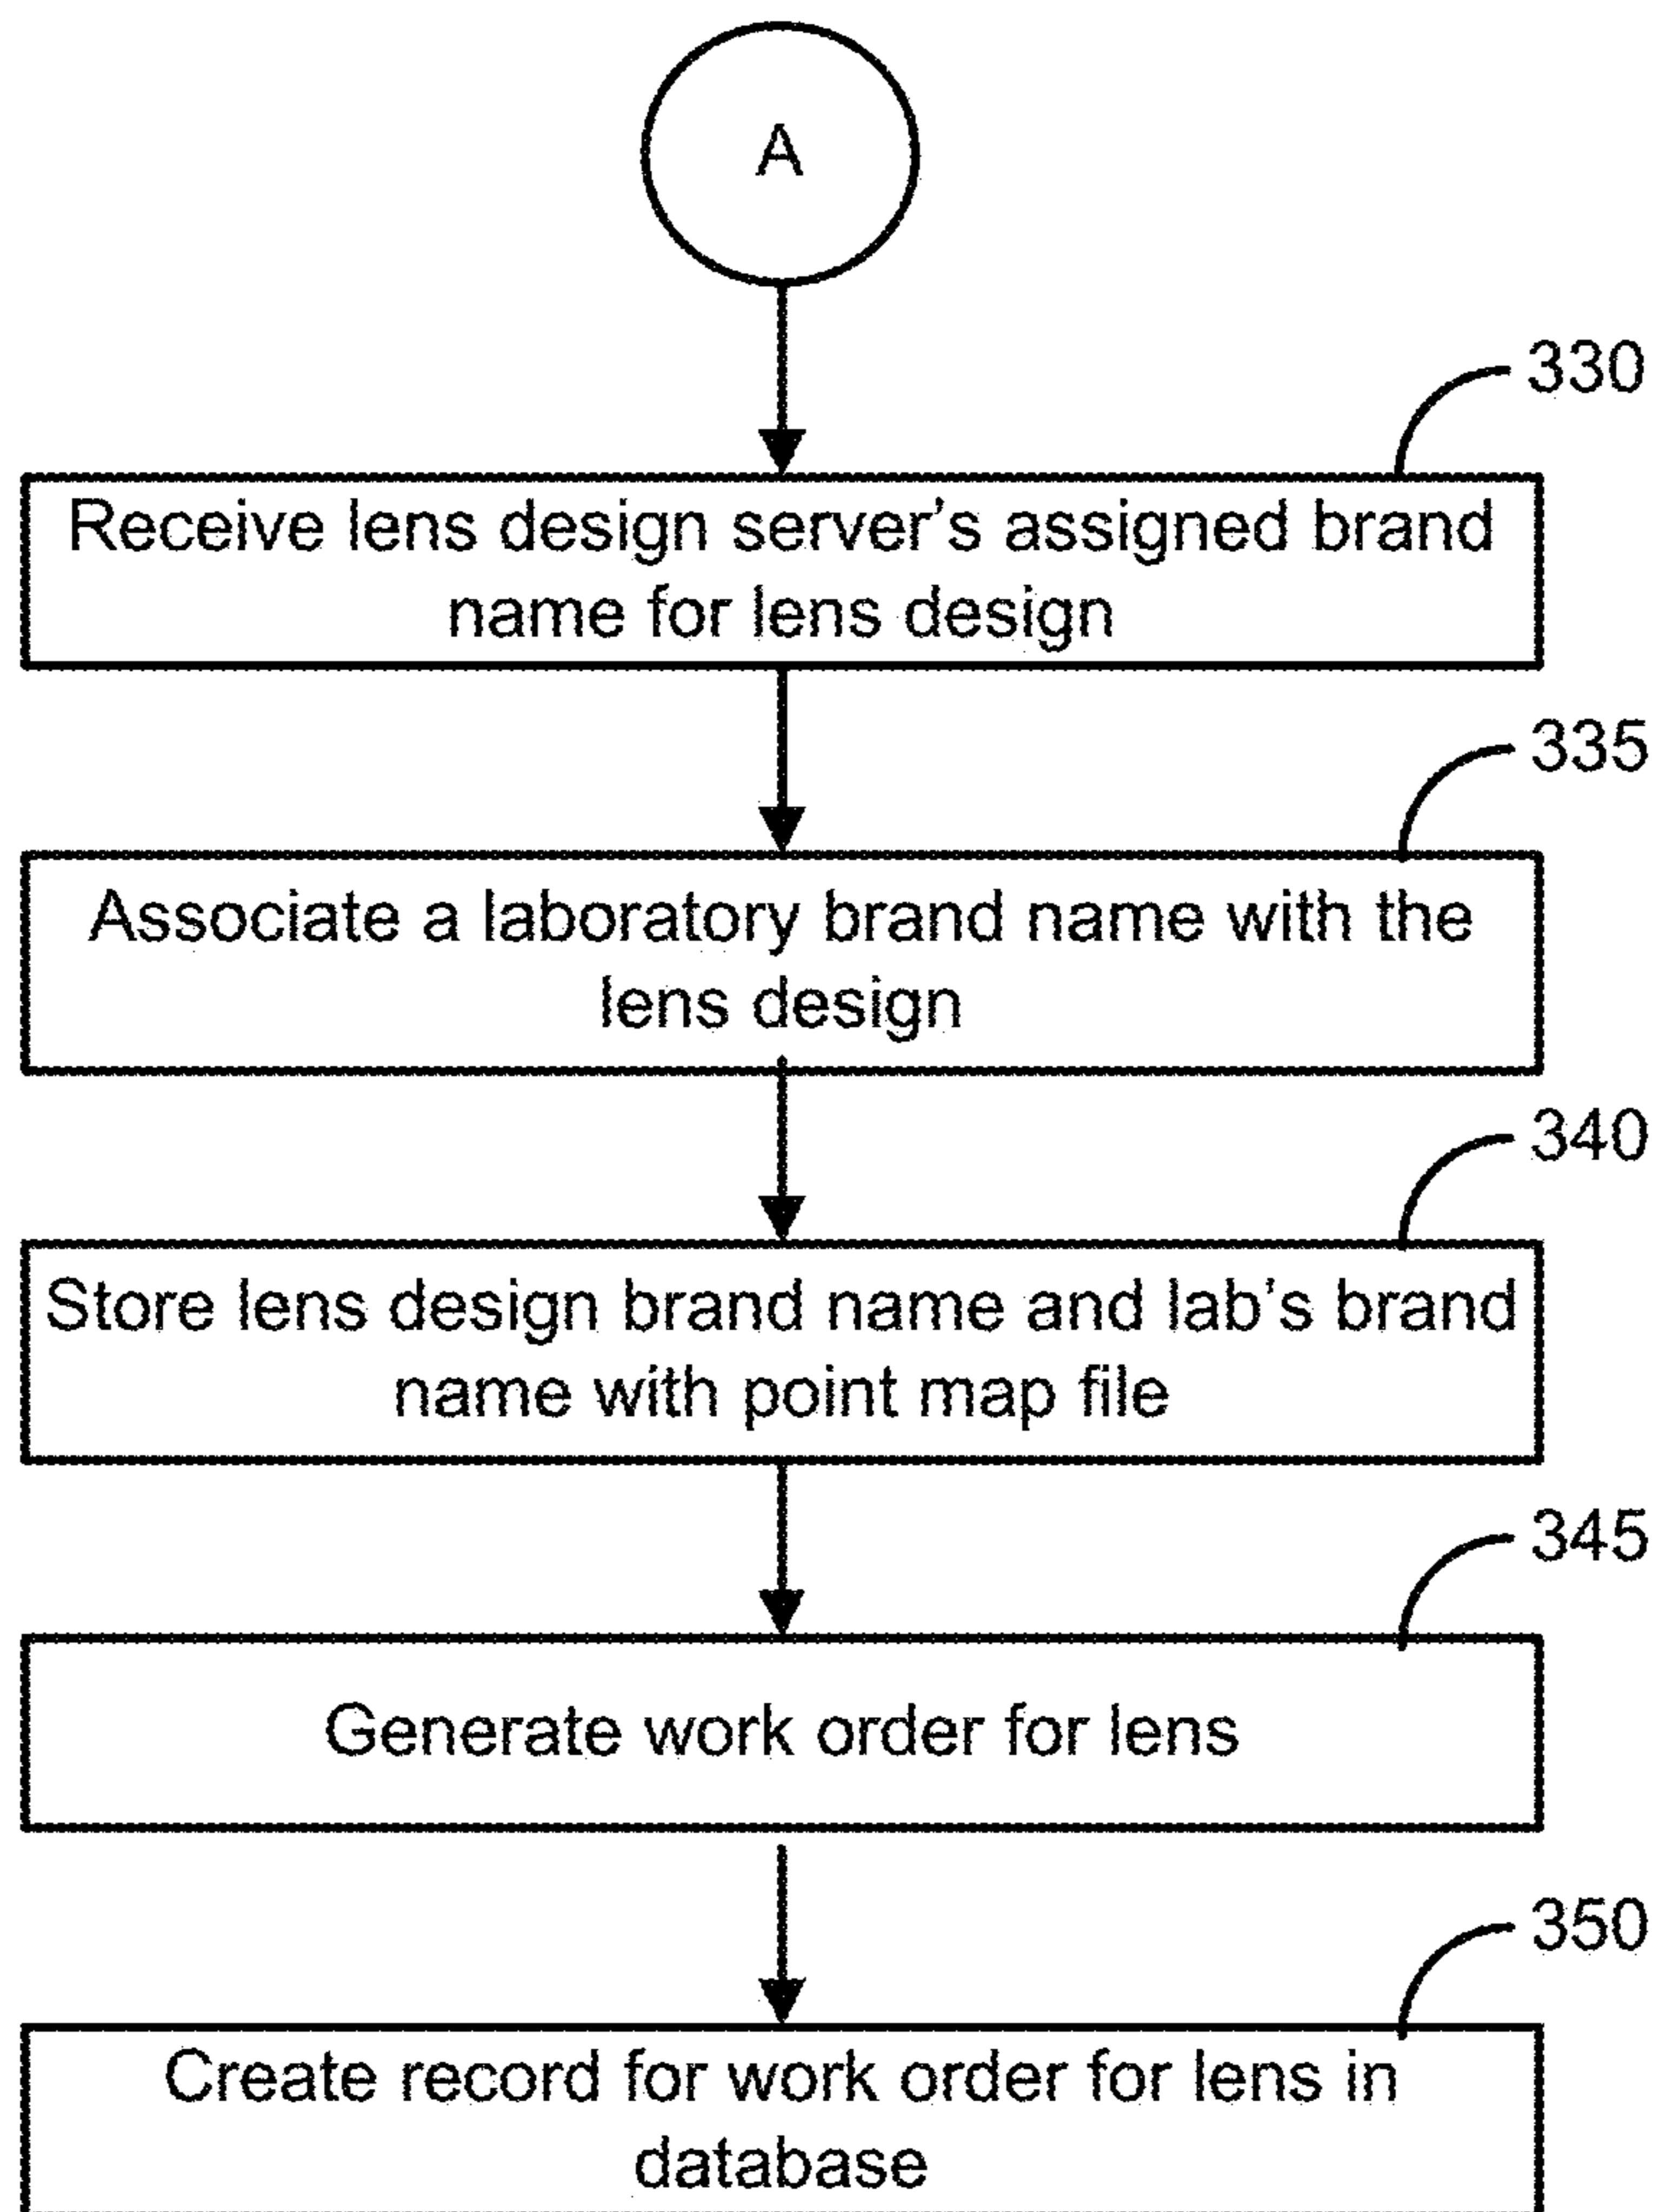 A
330
Receive lens design server's assigned brand
name for lens design
335
Associate a laboratory brand name with the
lens design
340
Store lens design brand name and lab's brand
name with point map file
345
Generate work order for lens
350
Create record for work order for lens in
database